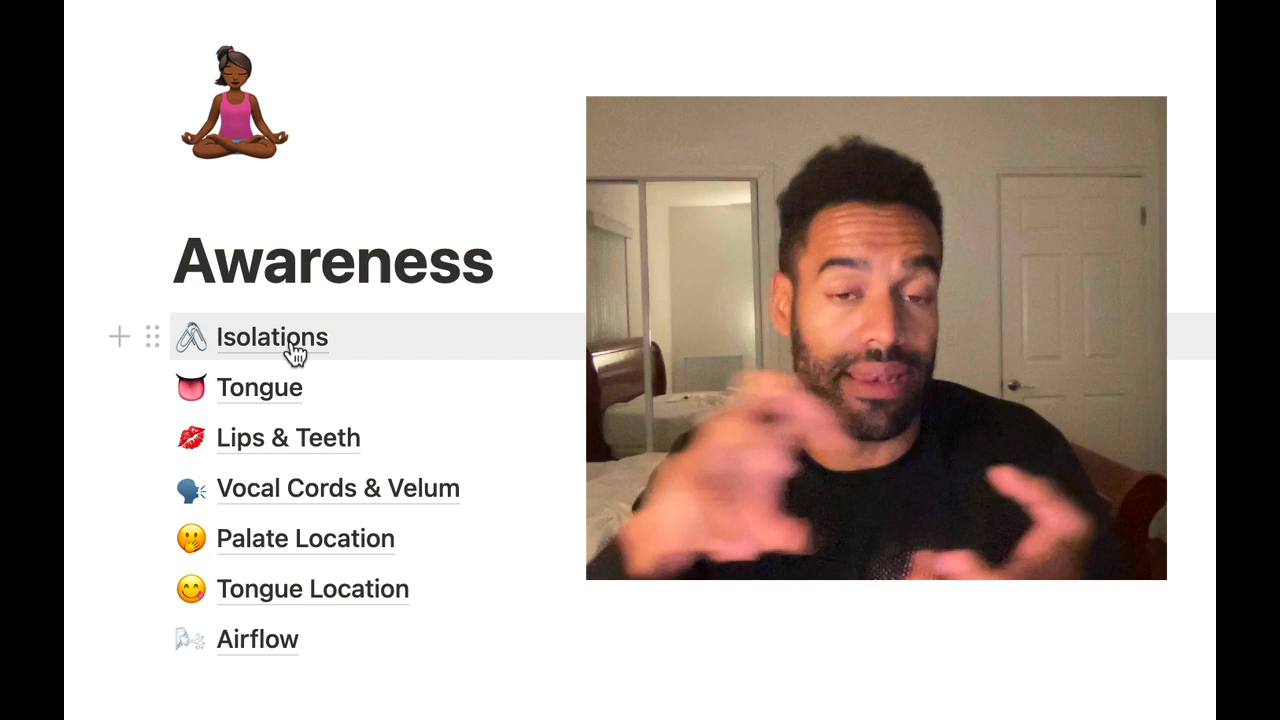 Awareness
Isolations
Tongue
Lips & Teeth
Vocal Cords & Velum
Palate Location
Tongue Location
Airflow